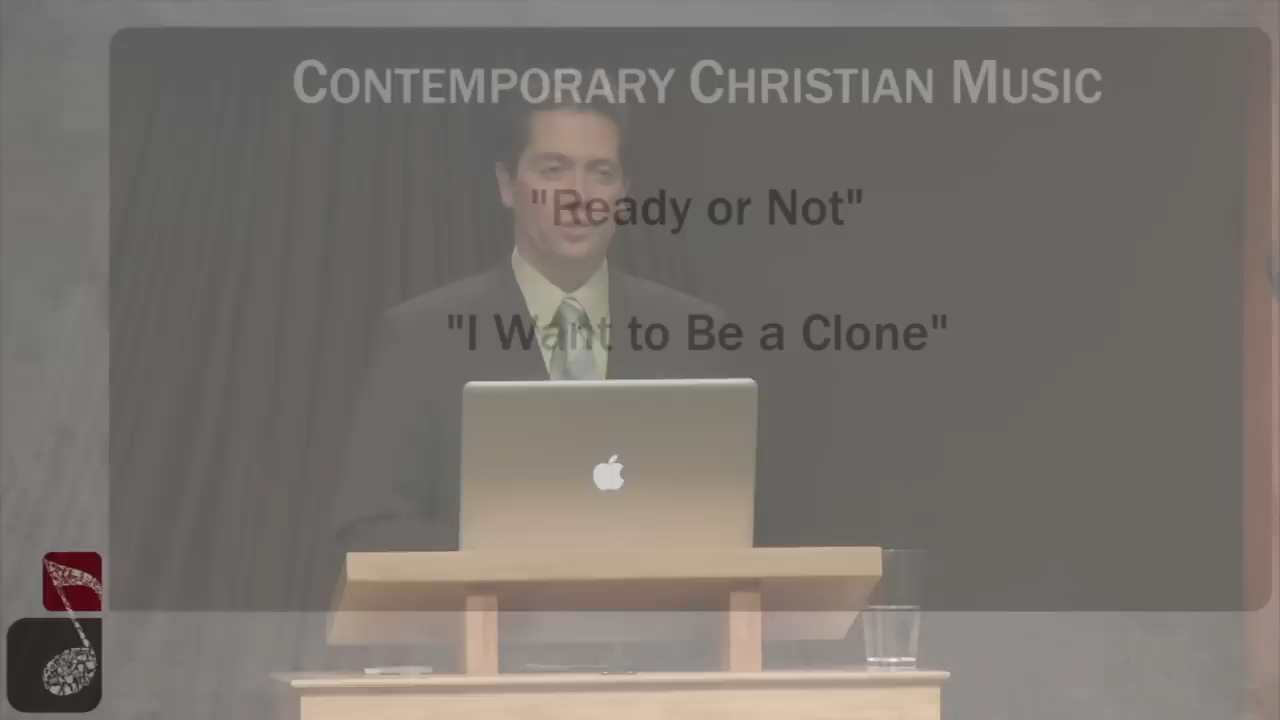 CONTEMPORARY CHRISTIAN MUSIC
"Ready or Not"
"I Want to Be a Clone"